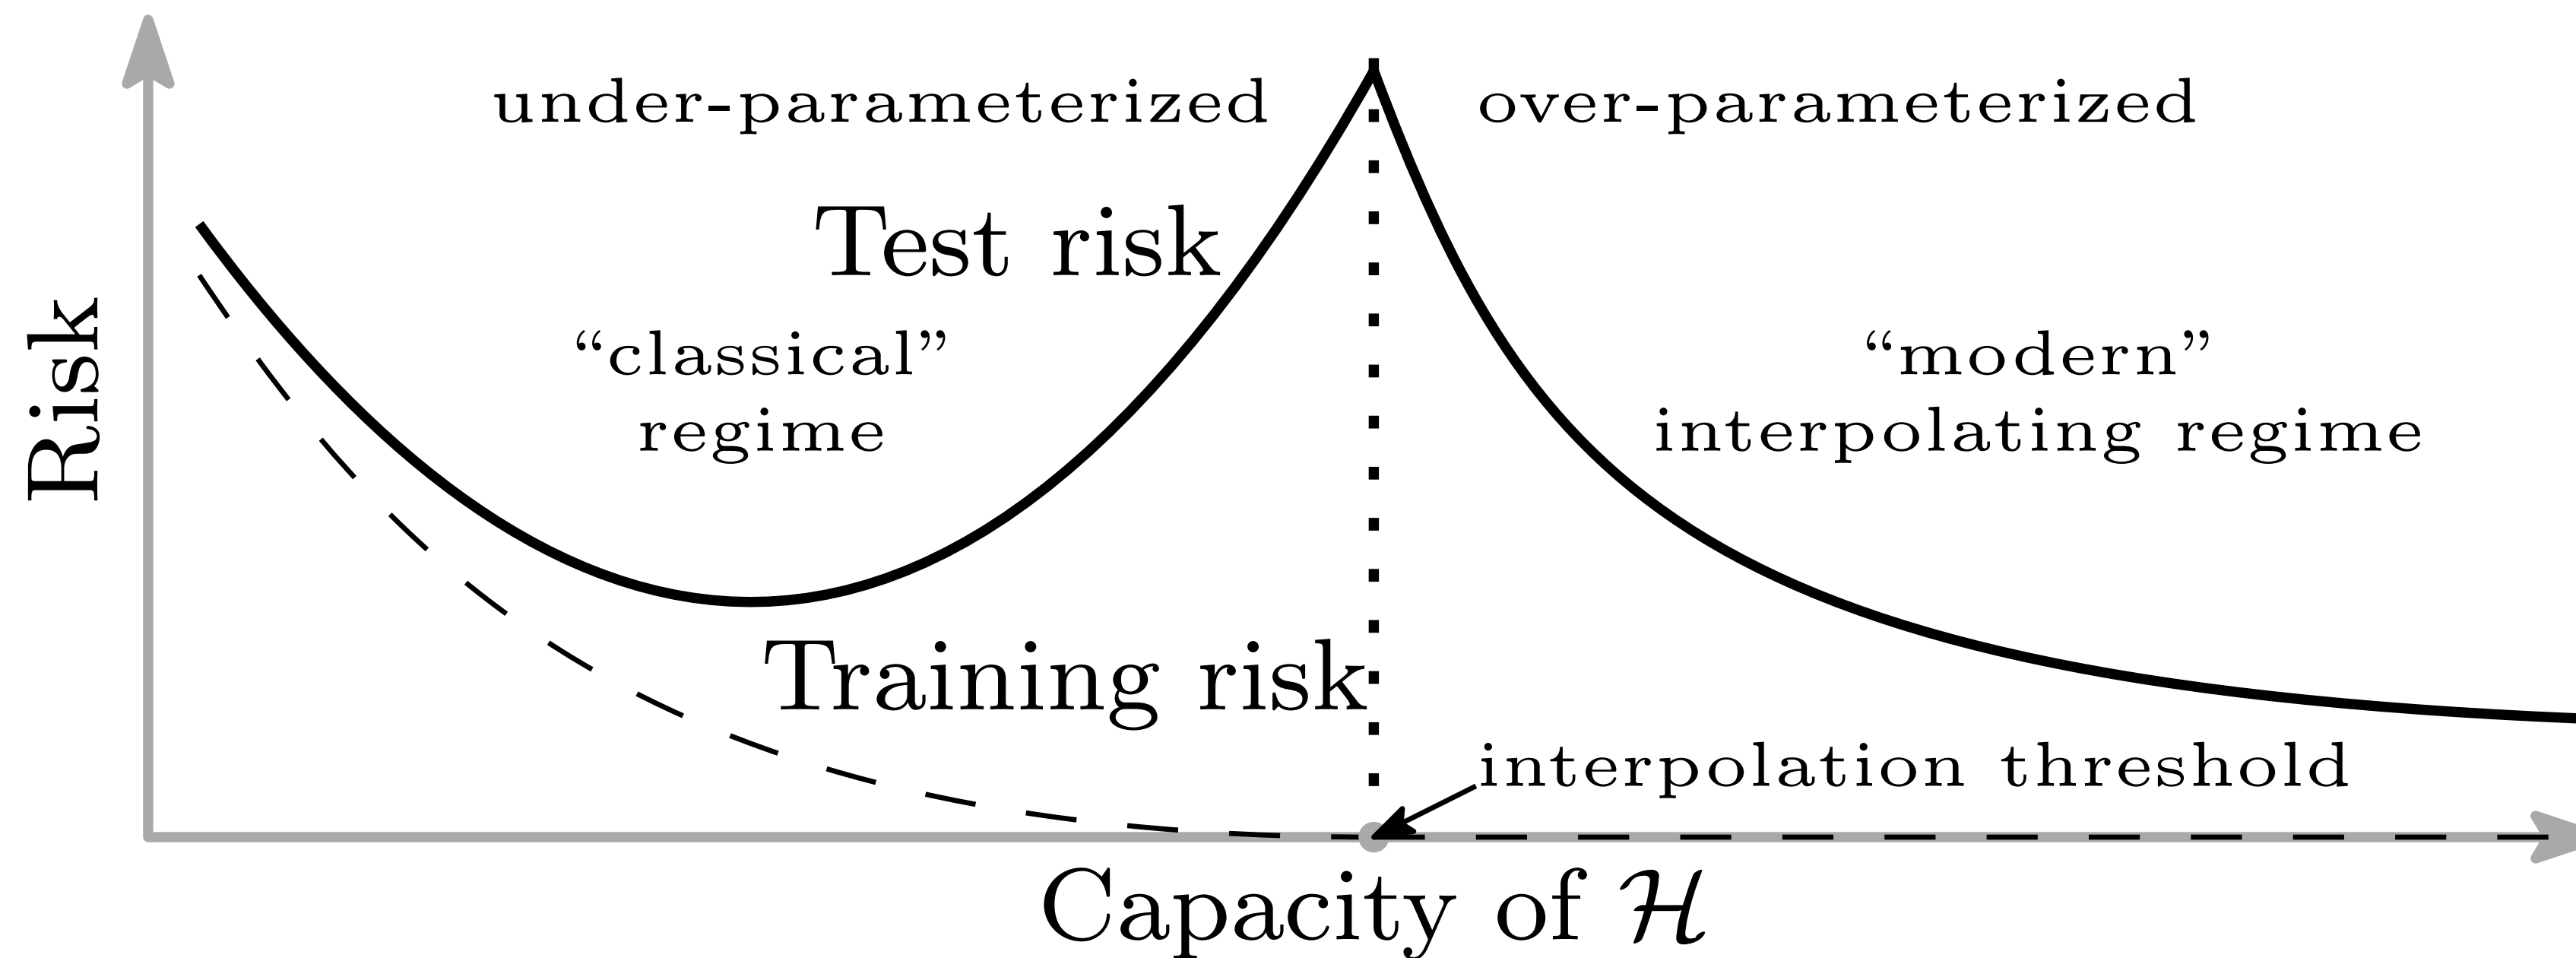 under-parameterized
over-parameterized
Test risk
“classical”
regime
“modern”
interpolating regime
Risk
Training risk
interpolation threshold
Capacity of ℋ